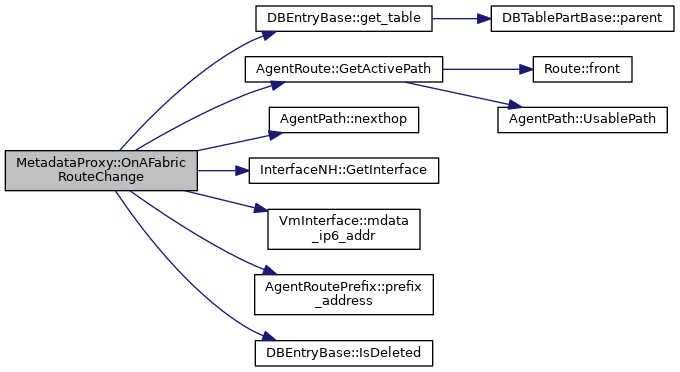 MetadataProxy::OnAFabric
RouteChange
DBEntryBase::get_table
DBTablePartBase::parent
AgentRoute::GetActivePath
Route::front
AgentPath::UsablePath
AgentPath::nexthop
InterfaceNH::GetInterface
VmInterface::mdata
_ip6_addr
AgentRoutePrefix::prefix
_address
DBEntryBase::IsDeleted